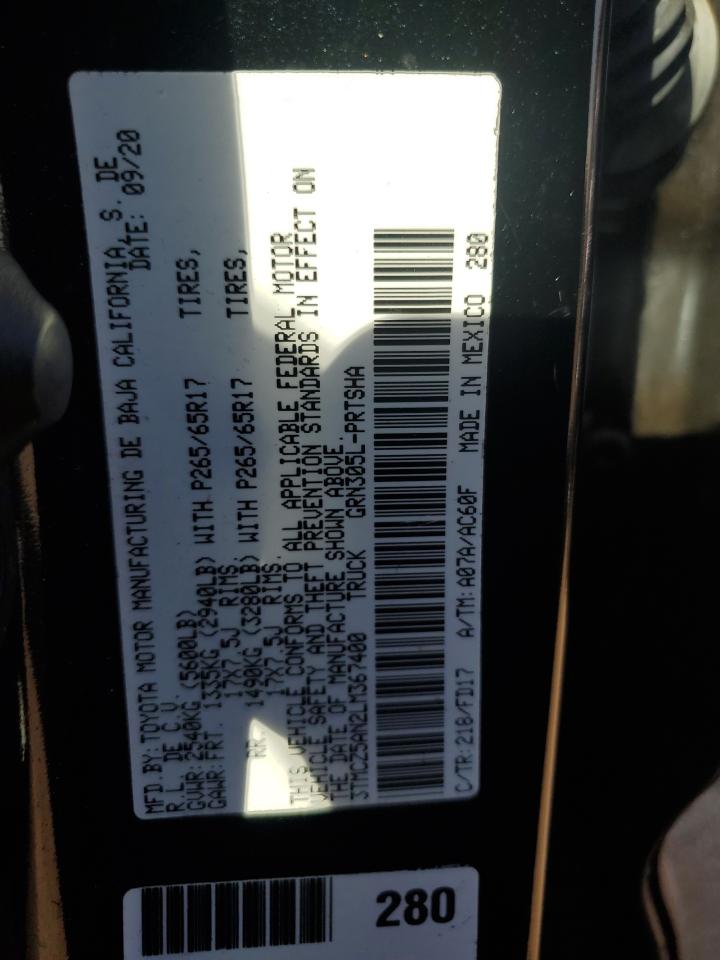 MFD.BY:TOYOTA MOTOR MANUFACTURING DE BAJA CALIFORNIA, S. DE
R.L. DE C.V. DATE: 09/20
GVWR:2540KG (5600LB)
GAWR:FRT. 1335KG (2940LB) WITH P265/65R17 TIRES,
17X7.5J RIMS.
RR. 1490KG (3280LB) WITH P265/65R17 TIRES,
17X7.5J RIMS.
THIS VEHICLE CONFORMS TO ALL APPLICABLE FEDERAL MOTOR
VEHICLE SAFETY AND THEFT PREVENTION STANDARDS IN EFFECT ON
THE DATE OF MANUFACTURE SHOWN ABOVE.
3TMCZ5AN2LM367400 TRUCK GRN305L-PRTSHA
C/TR:218/FD17 A/TM:A07A/AC60F MADE IN MEXICO 280
280